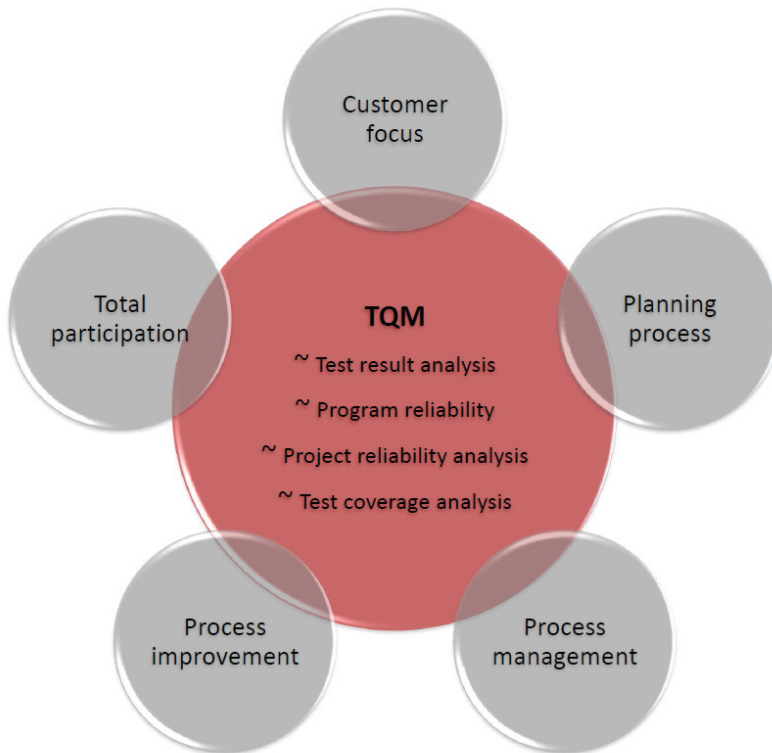 Customer
focus
Total
participation
Planning
process
TQM
~ Test result analysis
~ Program reliability
~ Project reliability analysis
~ Test coverage analysis
Process
improvement
Process
management